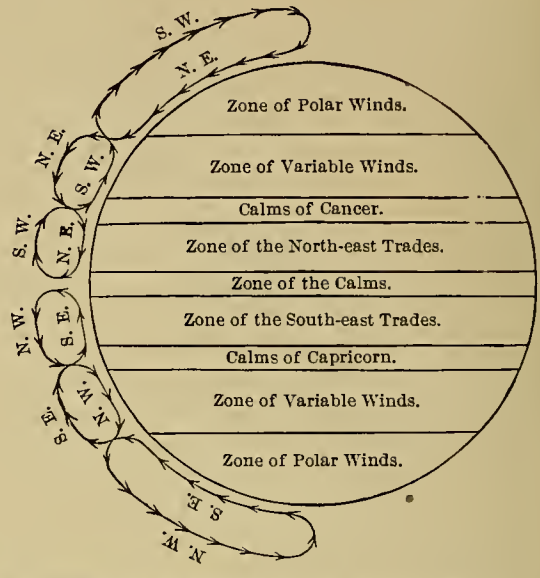 S. W.
N. E.
Zone of Polar Winds.
N. E.
S. W.
Zone of Variable Winds.
Calms of Cancer.
S. W.
N. E.
Zone of the North-east Trades.
Zone of the Calms.
N. W.
S. E.
Zone of the South-east Trades.
Calms of Capricorn.
S. E.
N. W.
Zone of Variable Winds.
Zone of Polar Winds.
S. E.
N. W.